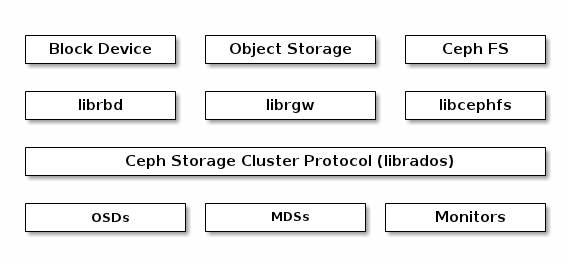 Block Device
Object Storage
Ceph FS
librbd
librgw
libcephfs
Ceph Storage Cluster Protocol (librados)
OSDs
MDSs
Monitors